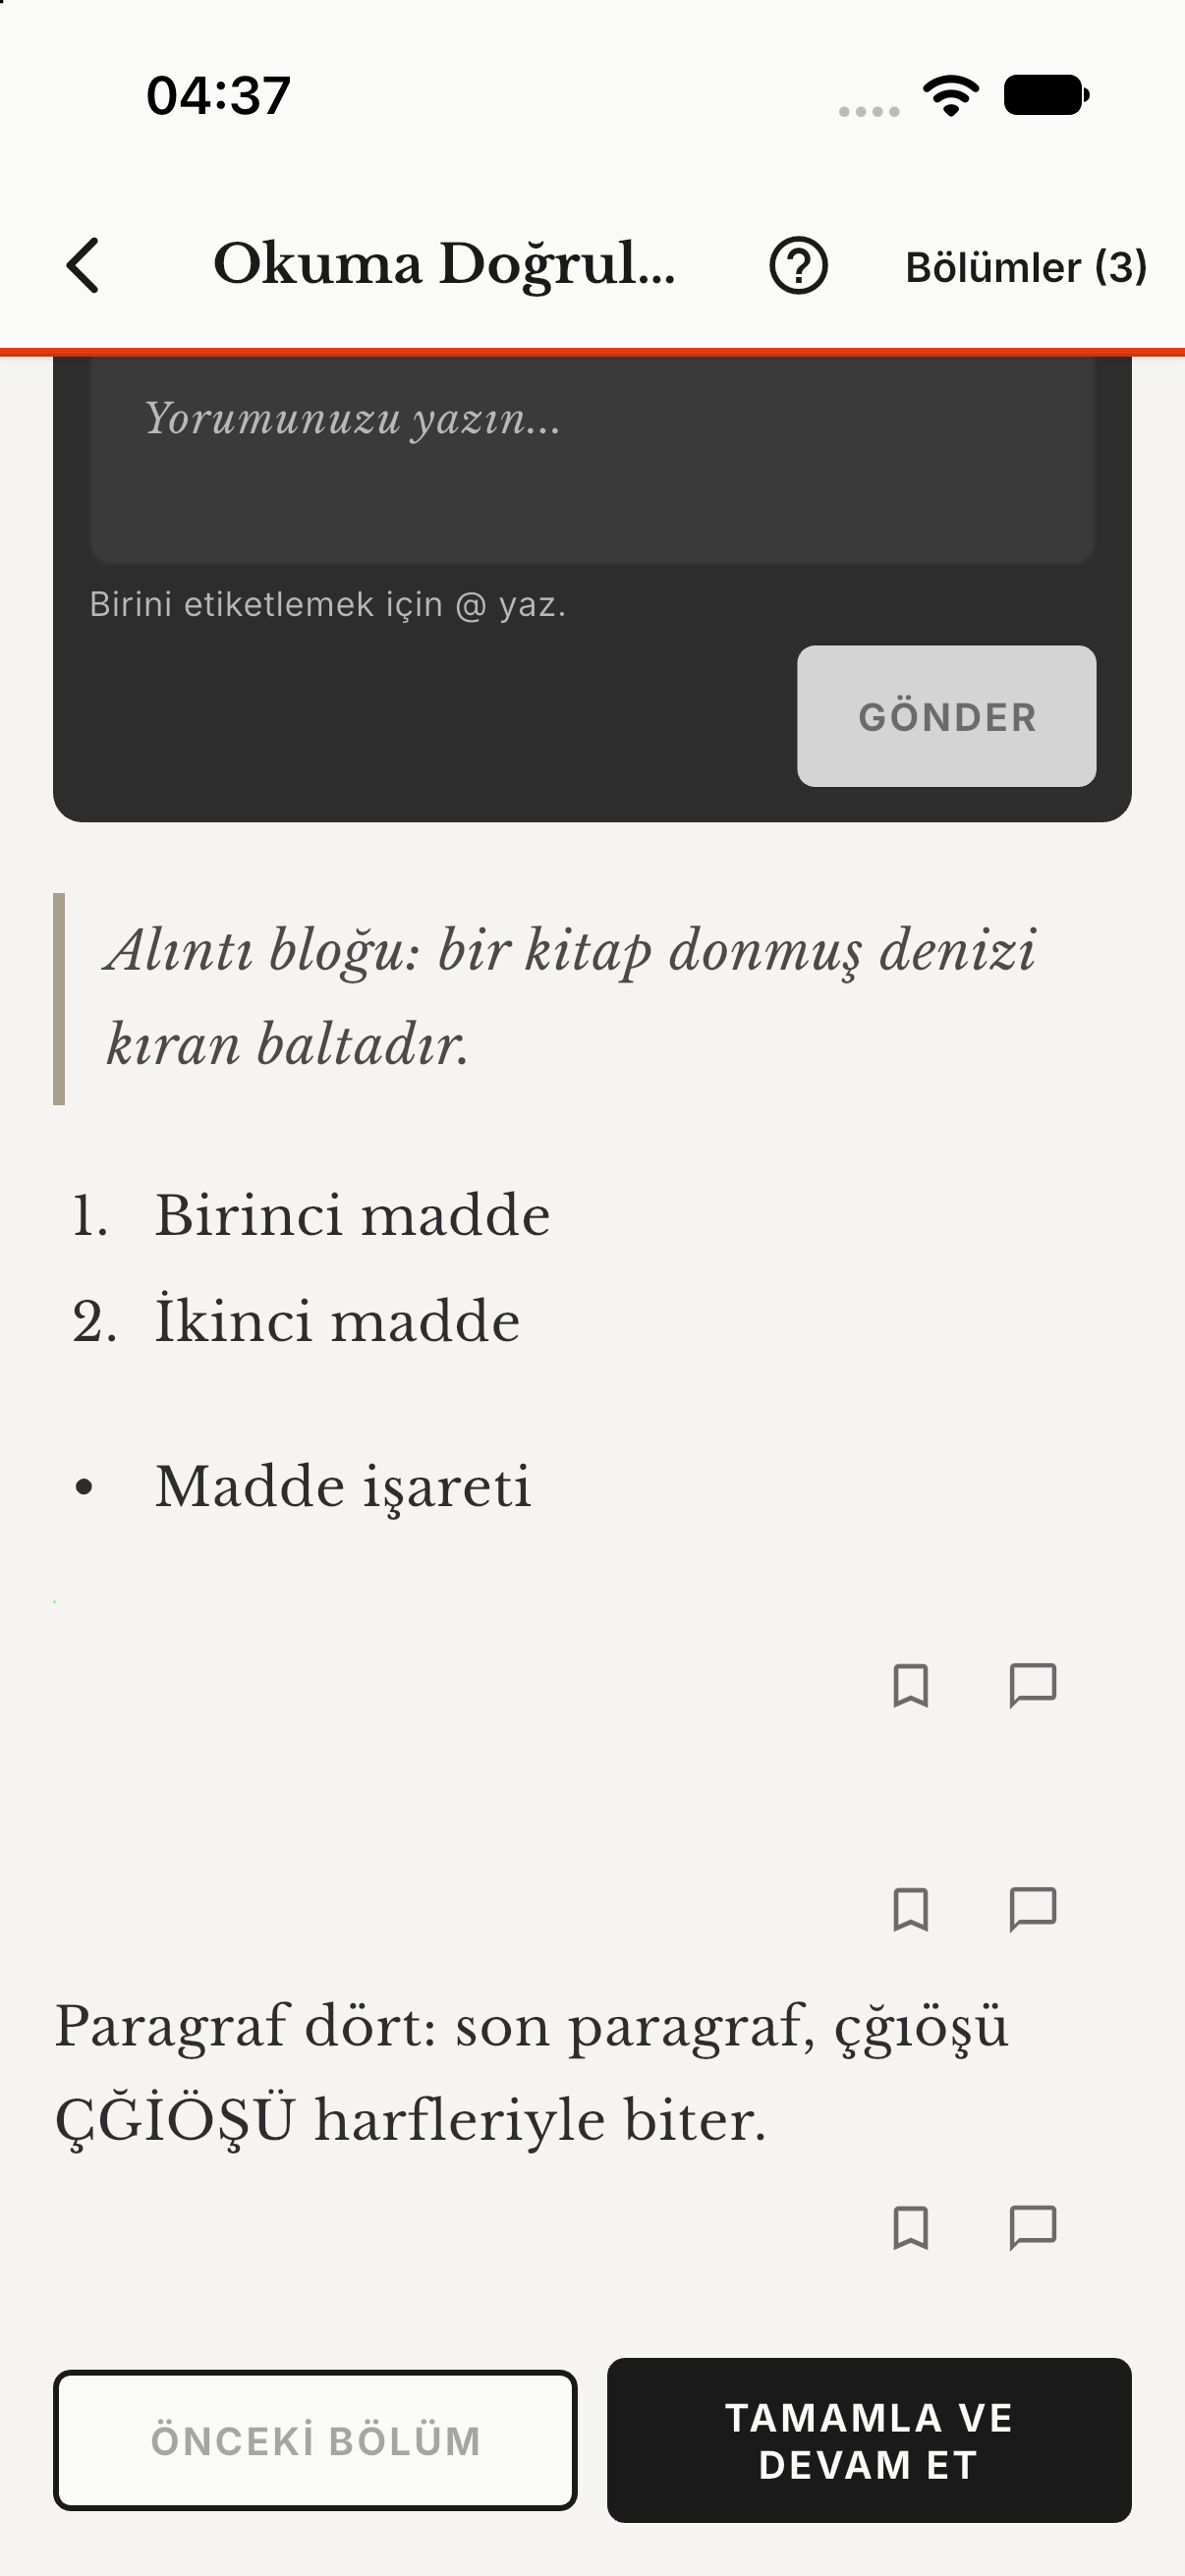 04:37
Okuma Doğrul...
Bölümler (3)
Yorumunuzu yazın...
Birini etiketlemek için @ yaz.
GÖNDER
Alıntı bloğu: bir kitap donmuş denizi
kıran baltadır.
1. Birinci madde
2. İkinci madde
• Madde işareti
Paragraf dört: son paragraf, çğıöşü
ÇĞİÖŞÜ harfleriyle biter.
ÖNCEKİ BÖLÜM
TAMAMLA VE
DEVAM ET